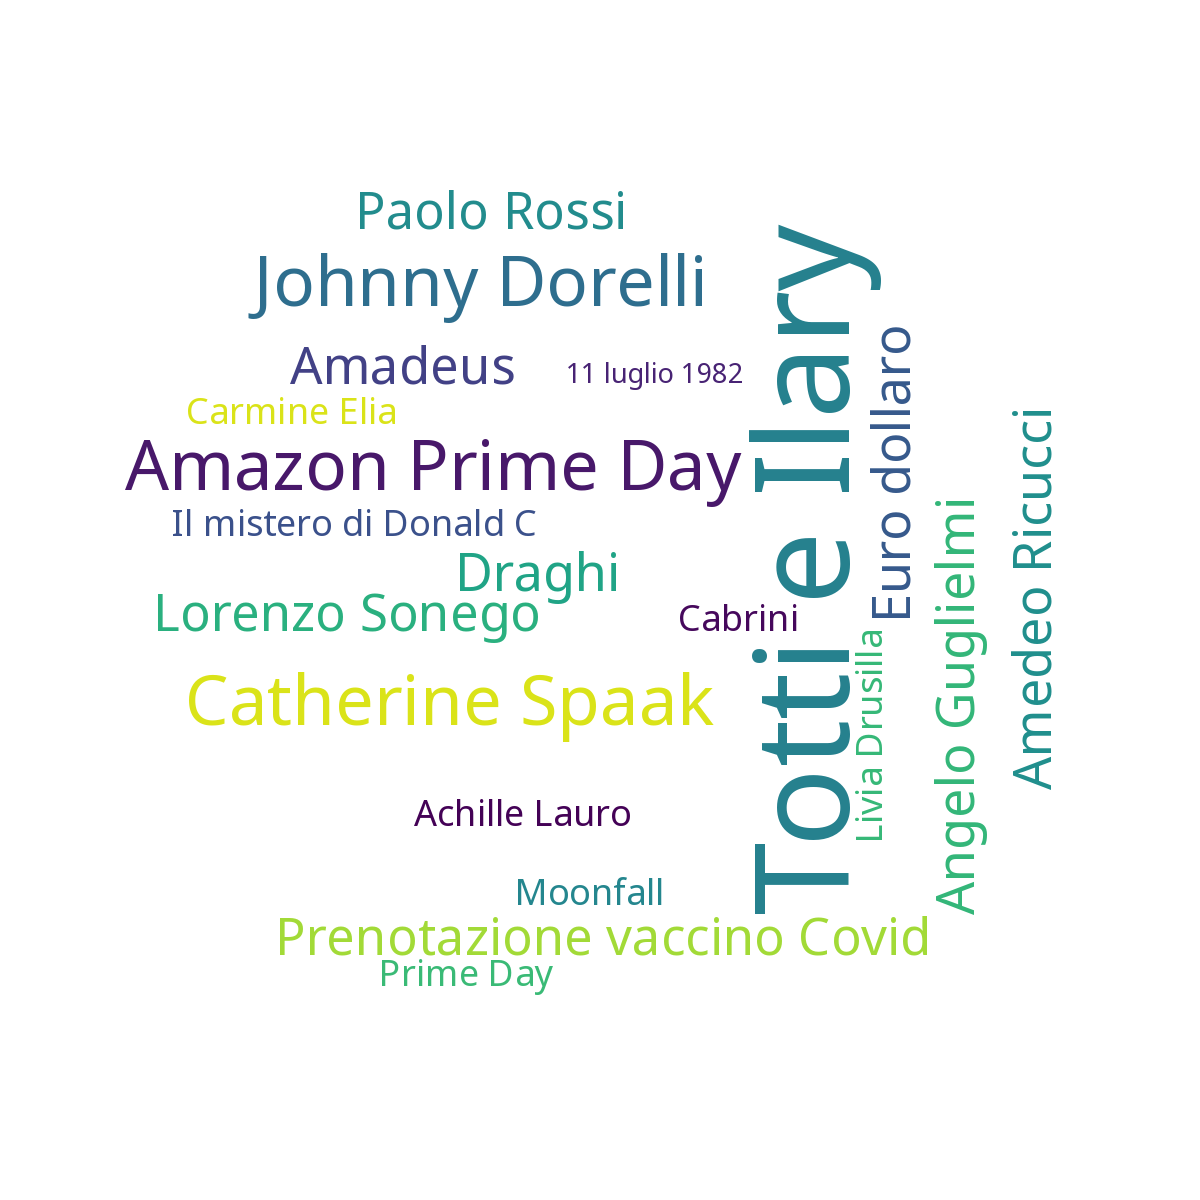 Paolo Rossi
Johnny Dorelli
Amadeus
11 luglio 1982
Carmine Elia
Amazon Prime Day
Il mistero di Donald C
Draghi
Lorenzo Sonego
Cabrini
Catherine Spaak
Achille Lauro
Moonfall
Prenotazione vaccino Covid
Prime Day
Totti e Ilary
Euro dollaro
Livia Drusilla
Angelo Guglielmi
Amedeo Ricucci